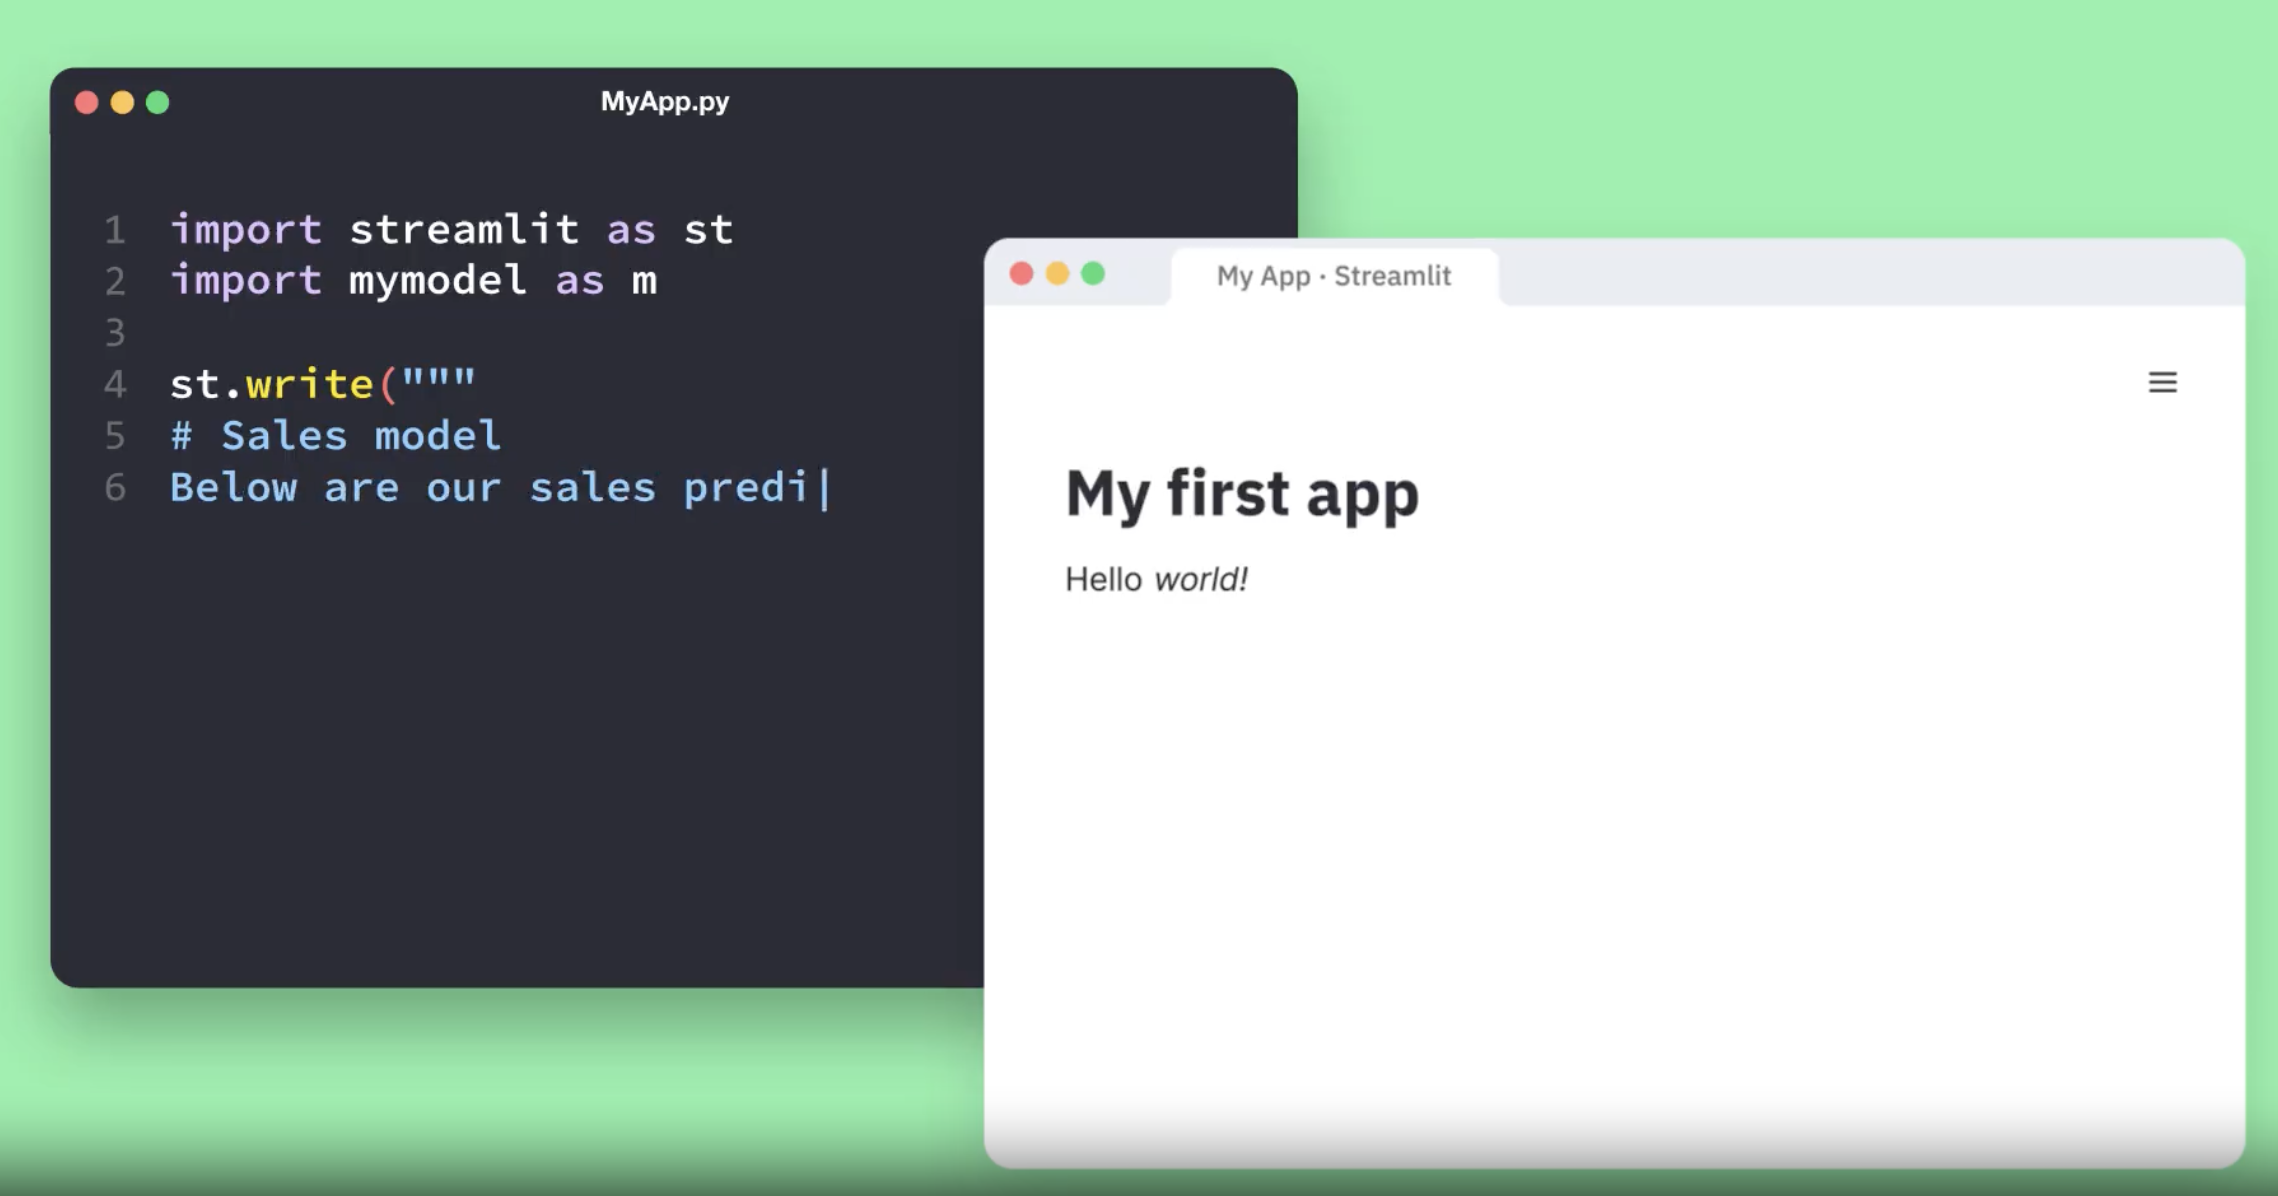 MyApp.py
1 import streamlit as st
2 import mymodel as m
3
4 st.write("""
5 # Sales model
6 Below are our sales predi
My App · Streamlit
My first app
Hello world!